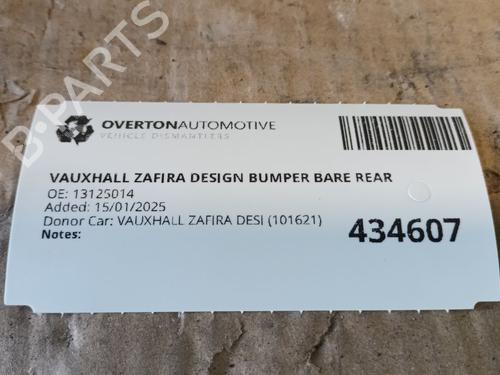 OVERTONAUTOMOTIVE
VEHICLE DISMANTLERS
B-PARTS
VAUXHALL ZAFIRA DESIGN BUMPER BARE REAR
OE: 13125014
Added: 15/01/2025
Donor Car: VAUXHALL ZAFIRA DESI (101621)
Notes:
434607